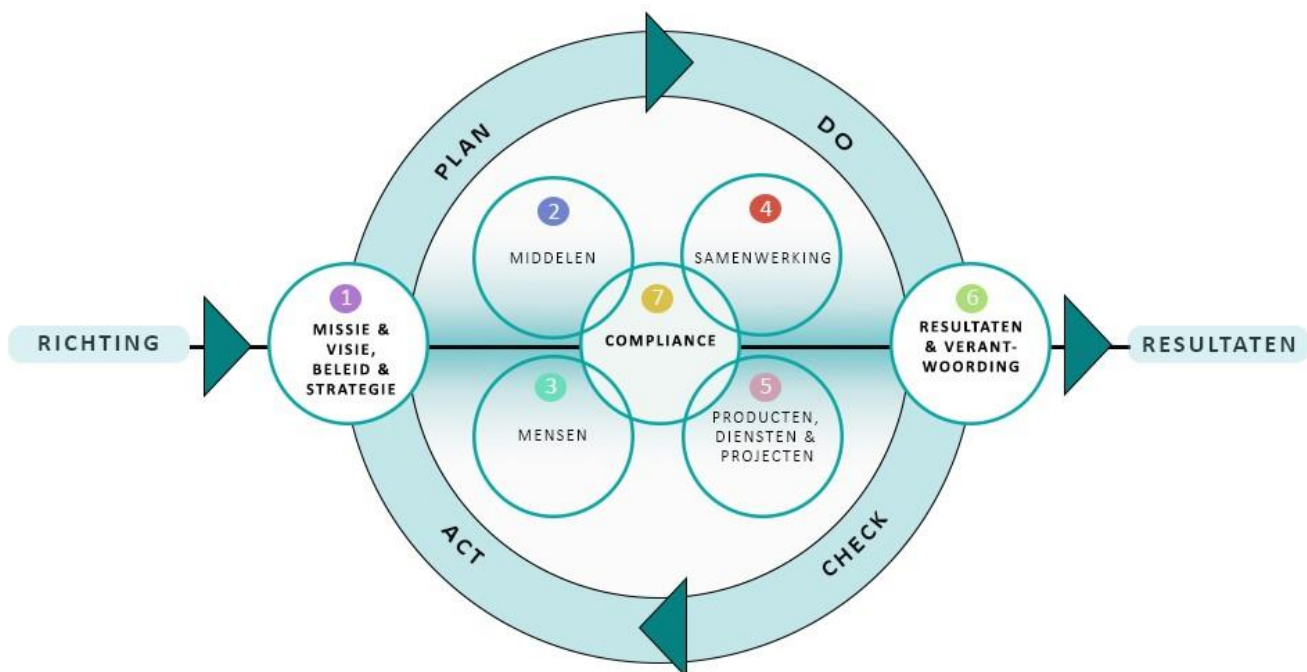 PLAN
DO
2
MIDDELEN
4
SAMENWERKING
RICHTING
1
MISSIE &
VISIE,
BELEID &
STRATEGIE
7
COMPLIANCE
6
RESULTATEN
& VERANT-
WOORDING
RESULTATEN
3
MENSEN
5
PRODUCTEN,
DIENSTEN &
PROJECTEN
ACT
CHECK